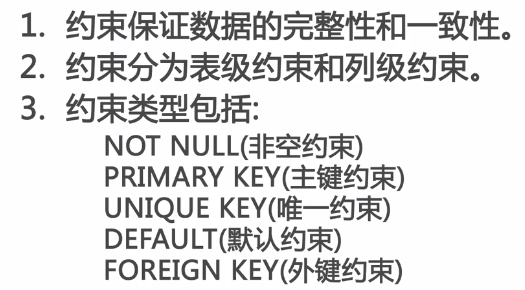 1. 约束保证数据的完整性和一致性。
2. 约束分为表级约束和列级约束。
3. 约束类型包括:
NOT NULL(非空约束)
PRIMARY KEY(主键约束)
UNIQUE KEY(唯一约束)
DEFAULT(默认约束)
FOREIGN KEY(外键约束)